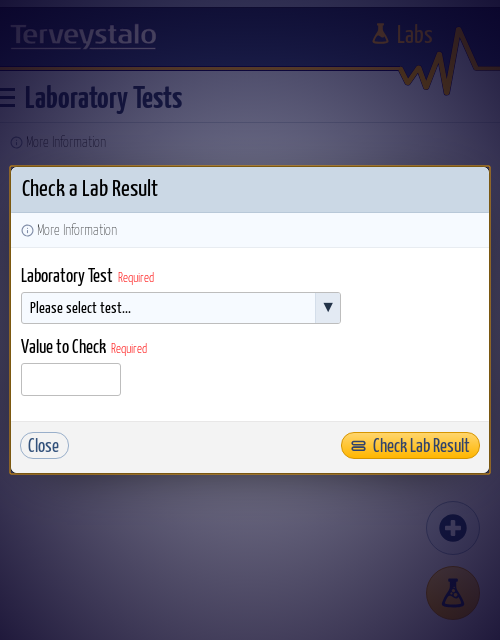 Terveystalo
Labs
Laboratory Tests
More Information
Check a Lab Result
More Information
Laboratory Test Required
Please select test...
Value to Check Required
Close
Check Lab Result